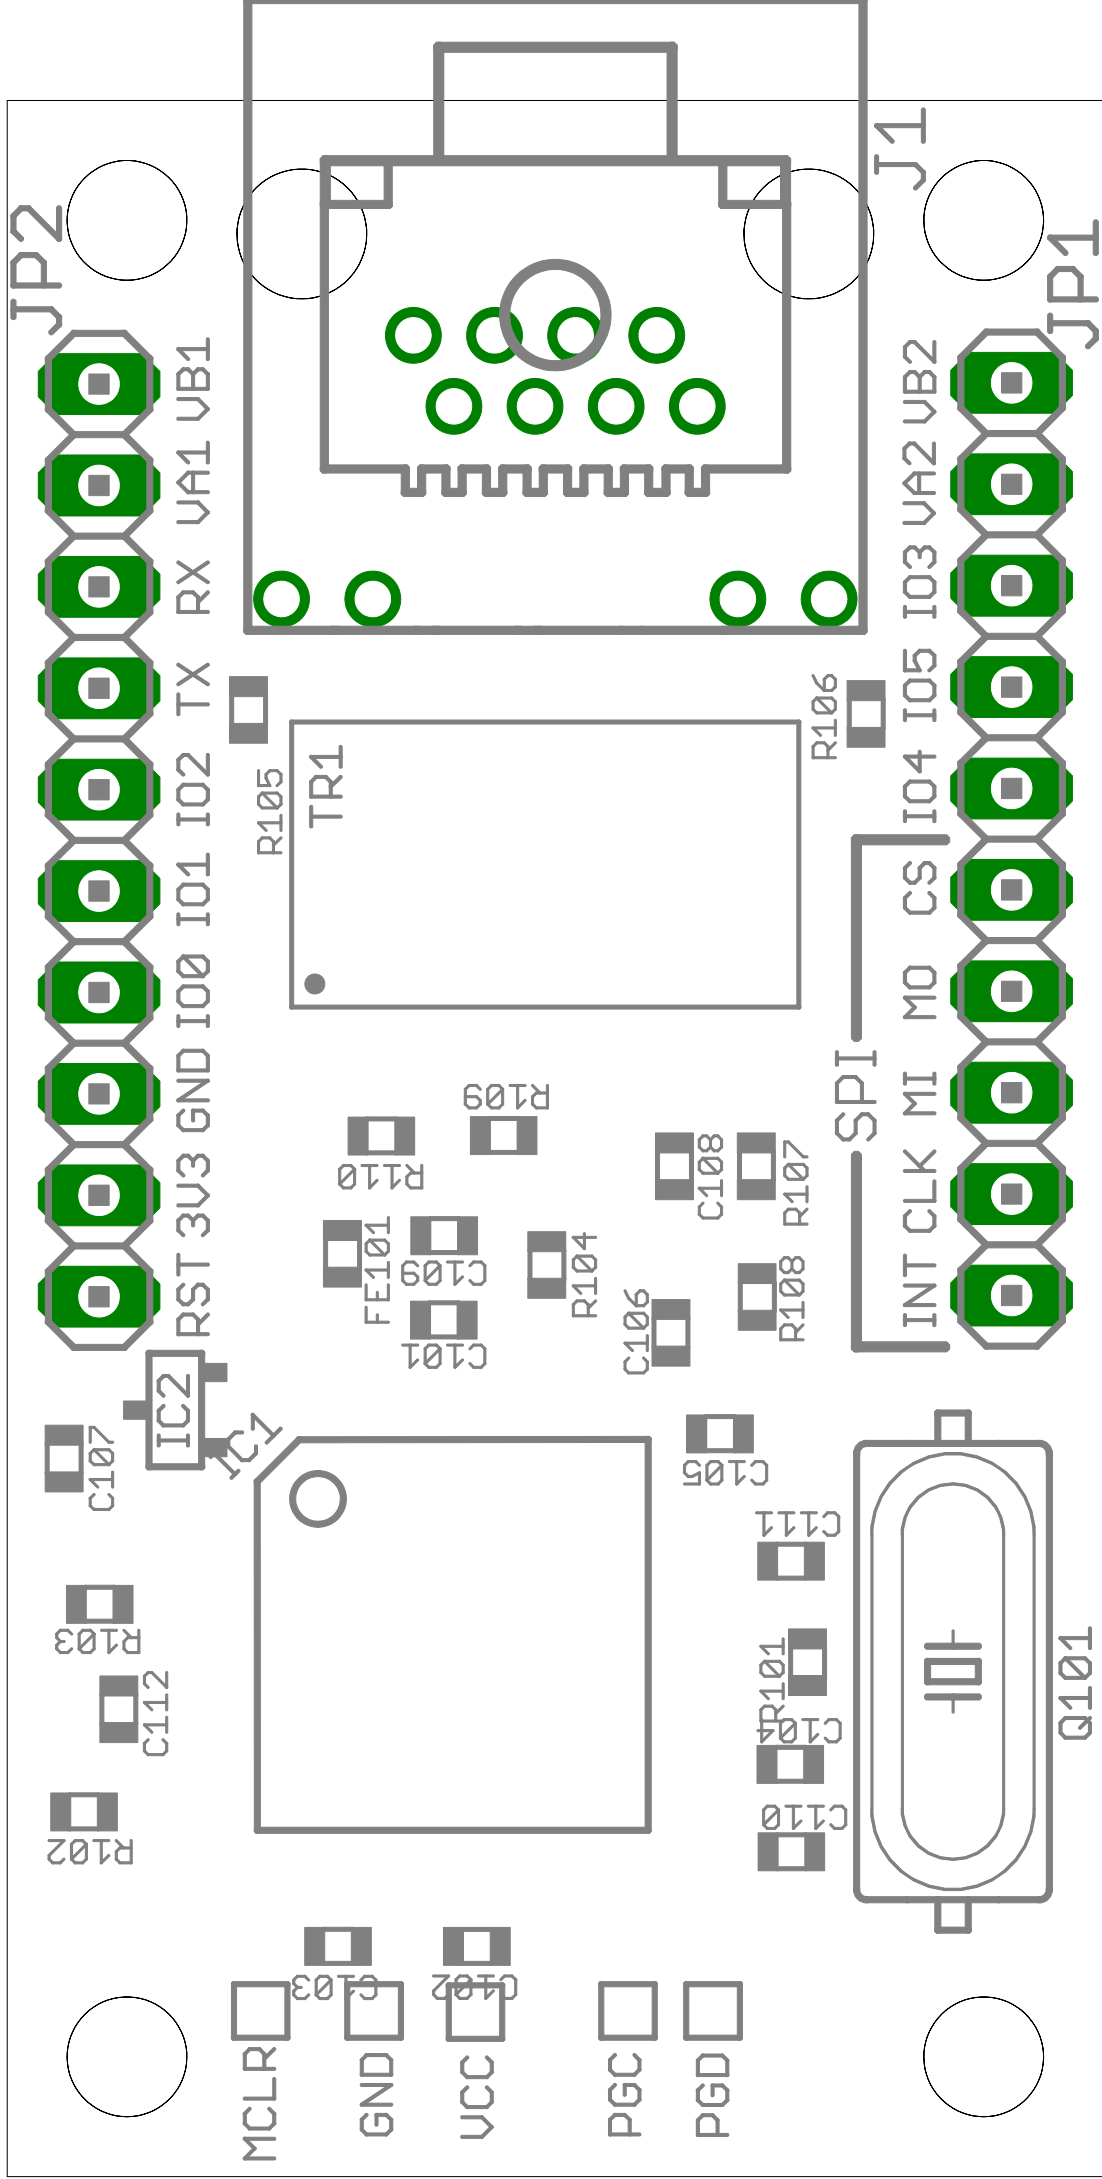 J1
JP2
JP1
VB1
VB2
VA1
VA2
RX
IO3
TX
IO5
R106
IO2
IO4
R105
TR1
IO1
CS
IO0
MO
GND
SPI
MI
R109
R110
C108
R107
3V3
CLK
FE101
C109
R104
RST
C106
R108
INT
C101
IC2
IC1
C107
C105
C111
R103
R101
Q101
C112
C104
C110
R102
C103
C102
MCLR
GND
VCC
PGC
PGD